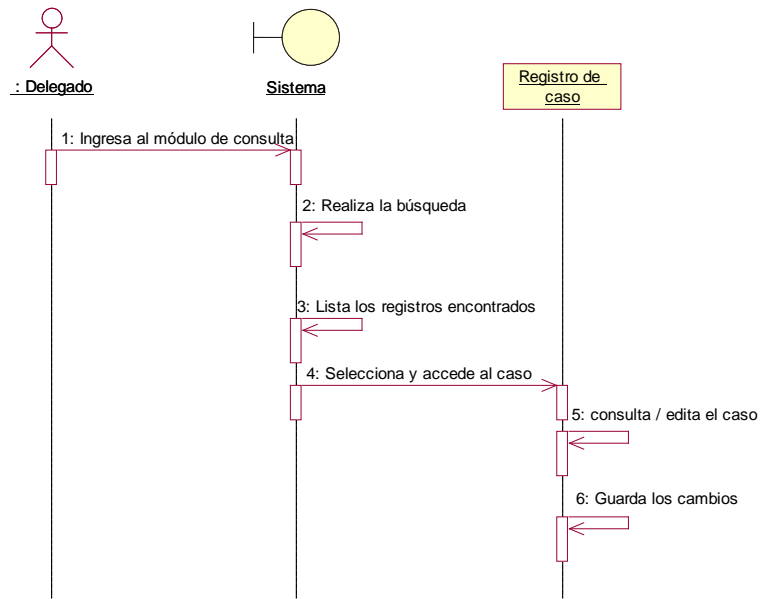 : Delegado
Sistema
Registro de
caso
1: Ingresa al módulo de consulta
2: Realiza la búsqueda
3: Lista los registros encontrados
4: Selecciona y accede al caso
5: consulta / edita el caso
6: Guarda los cambios